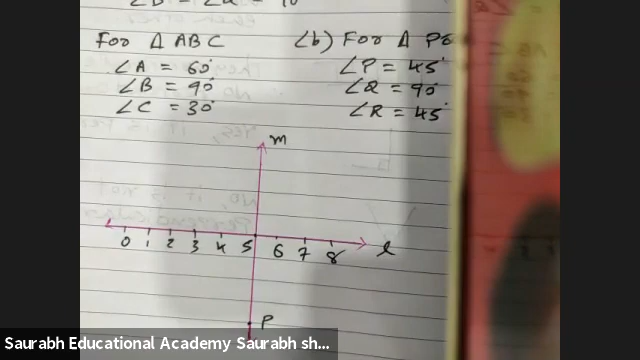 For Δ ABC
∠A = 60°
∠B = 90°
∠C = 30°
(b) For Δ PQ
∠P = 45°
∠Q = 90°
∠R = 45°
m
0 1 2 3 4 5 6 7 8
l
P
Saurabh Educational Academy Saurabh sh...